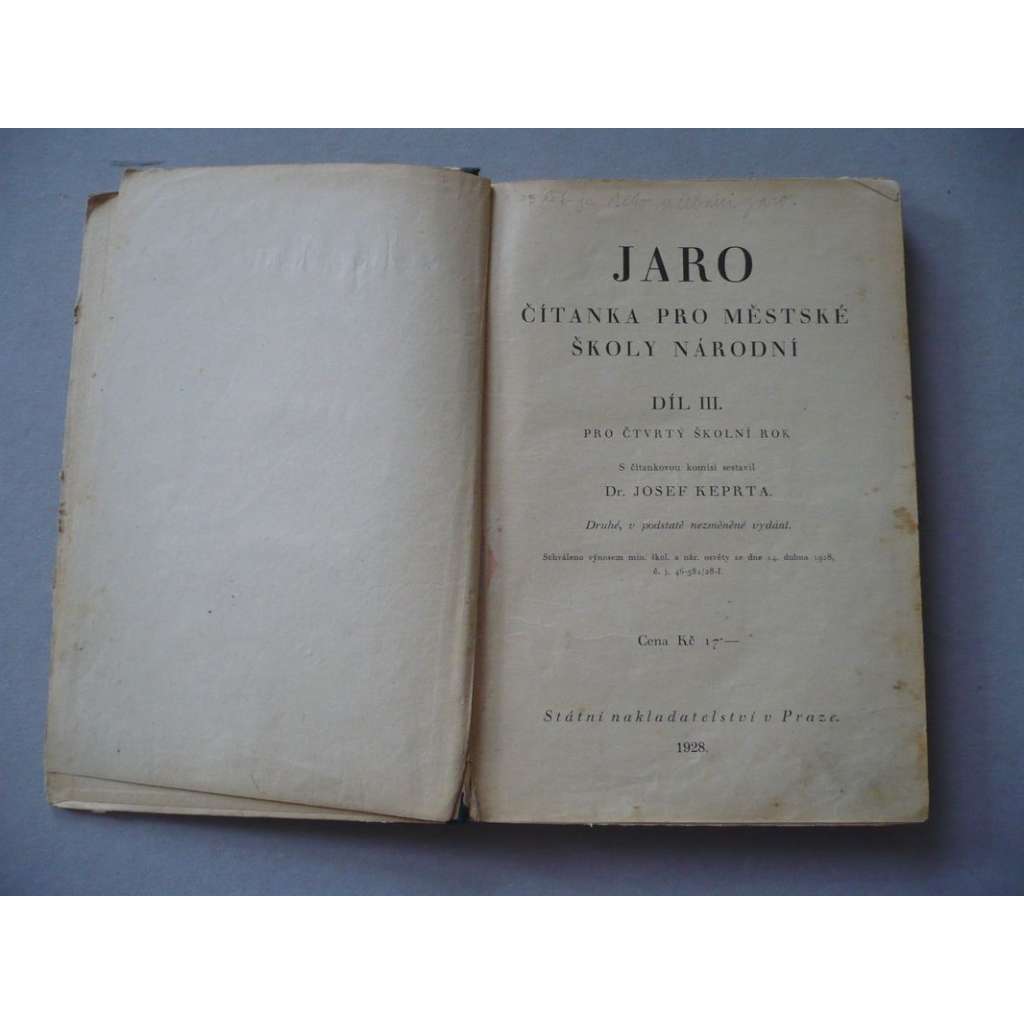 JARO
ČÍTANKA PRO MĚSTSKÉ
ŠKOLY NÁRODNÍ
DÍL III.
PRO ČTVRTÝ ŠKOLNÍ ROK
S čítankovou komisí sestavil
Dr. JOSEF KEPRTA.
Druhé, v podstatě nezměněné vydání.
Schváleno výnosem min. škol. a nár. osvěty ze dne 14. dubna 1928,
č. j. 46-581/28-I.
Cena Kč 17·—
Státní nakladatelství v Praze.
1928.